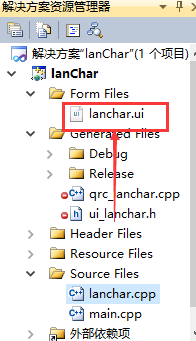 解决方案资源管理器
解决方案"lanChar"(1 个项目)
lanChar
Form Files
lanchar.ui
Generated Files
Debug
Release
qrc_lanchar.cpp
ui_lanchar.h
Header Files
Resource Files
Source Files
lanchar.cpp
main.cpp
外部依赖项